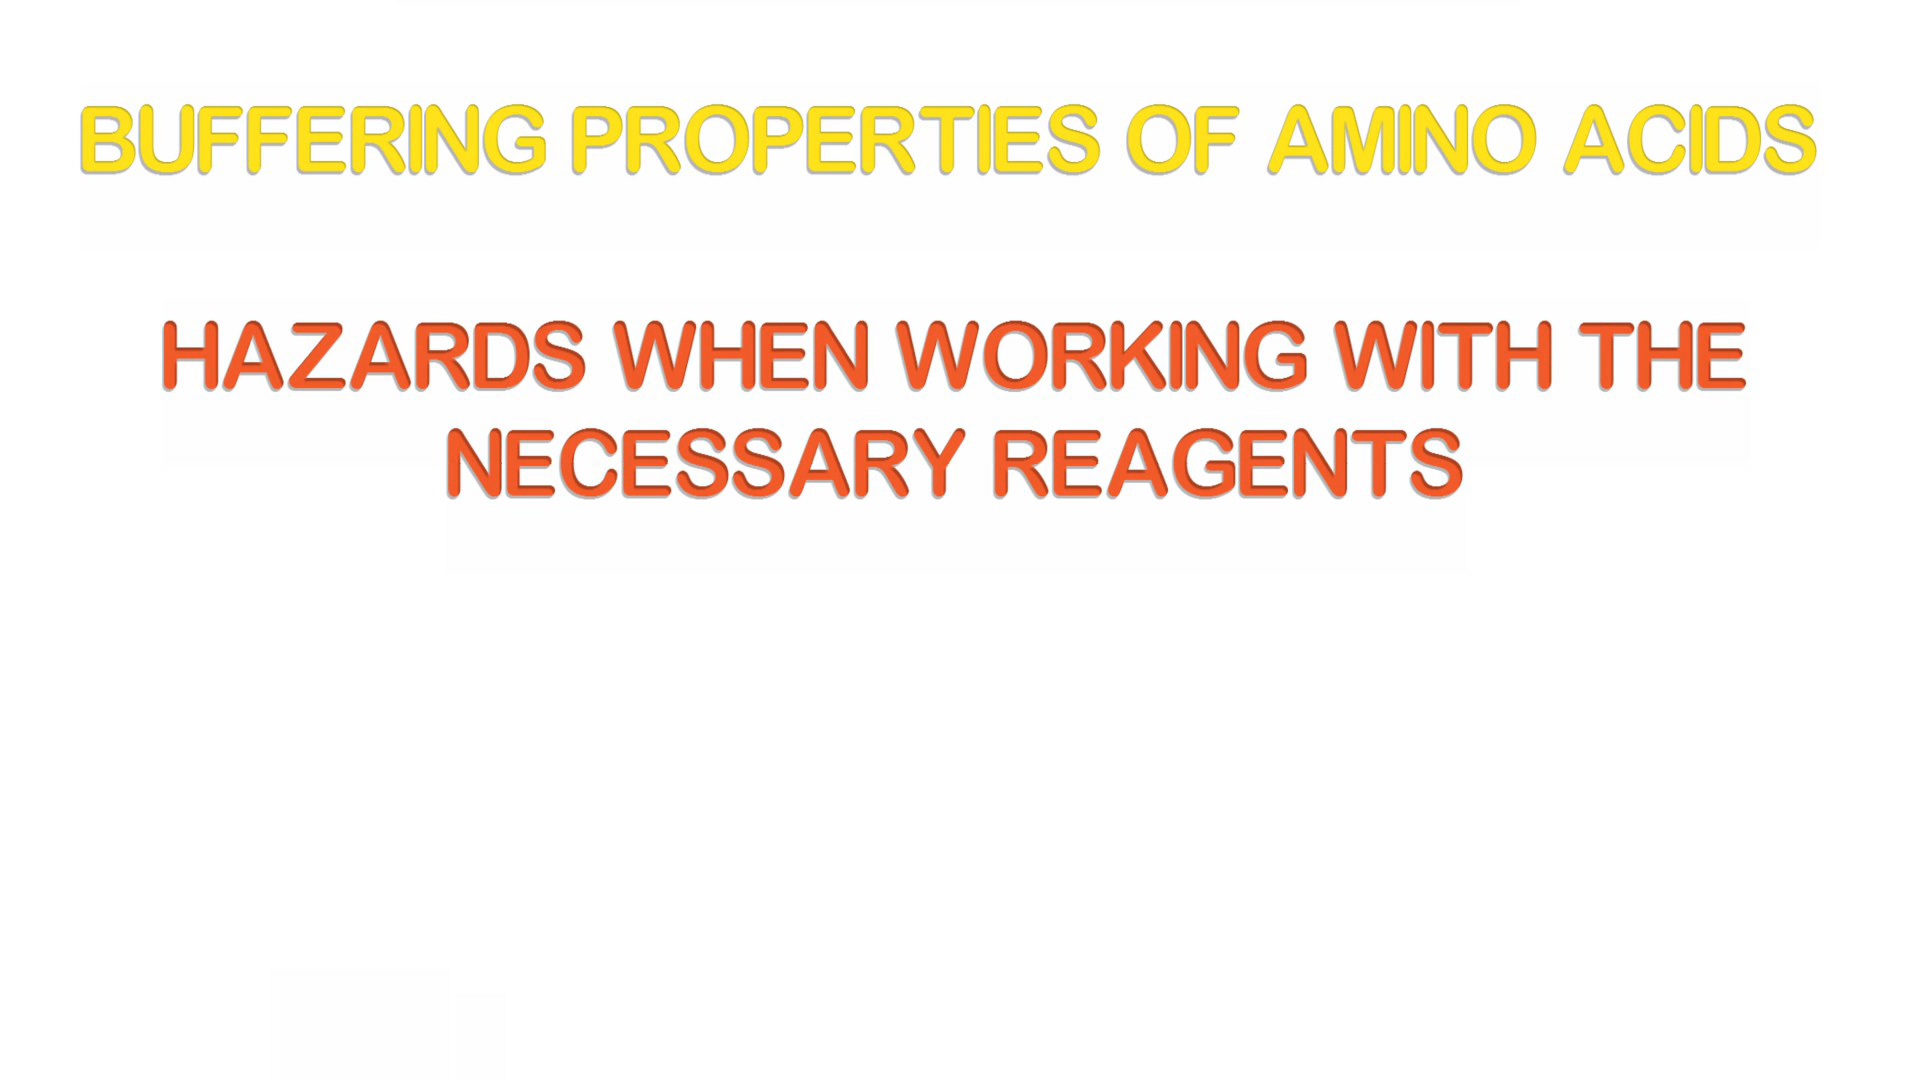 BUFFERING PROPERTIES OF AMINO ACIDS
HAZARDS WHEN WORKING WITH THE
NECESSARY REAGENTS